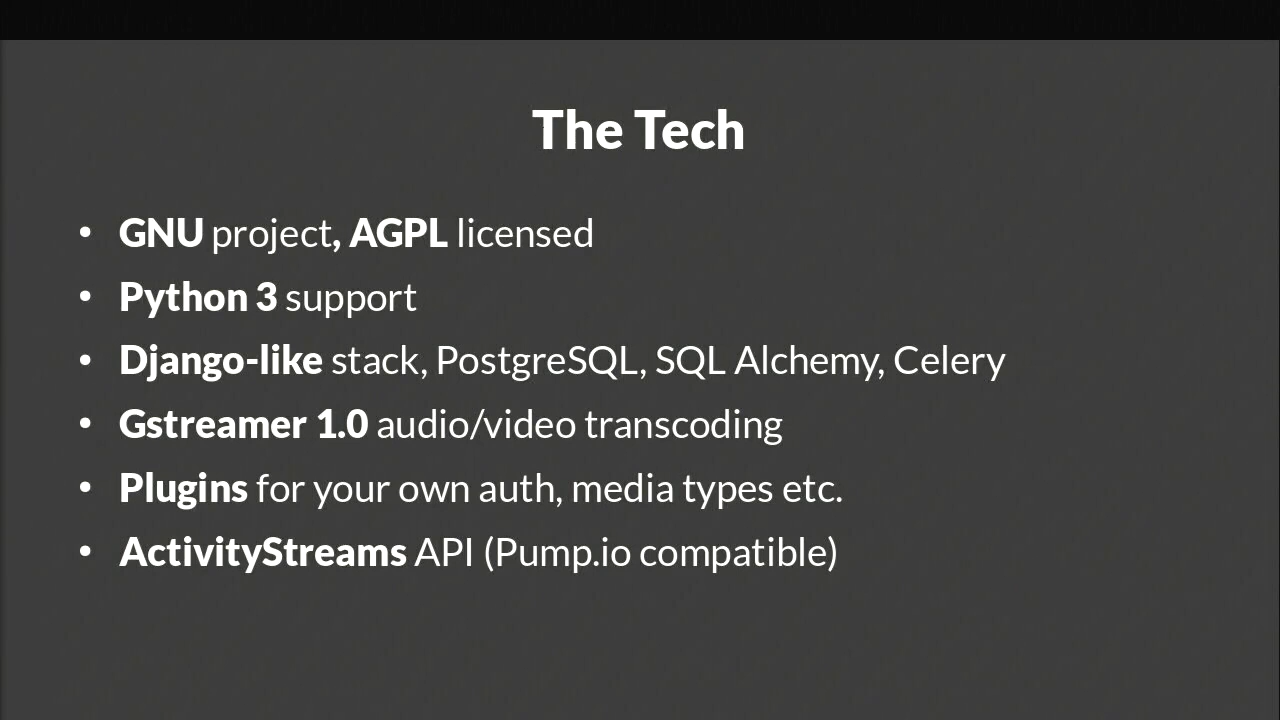 The Tech
• GNU project, AGPL licensed
• Python 3 support
• Django-like stack, PostgreSQL, SQL Alchemy, Celery
• Gstreamer 1.0 audio/video transcoding
• Plugins for your own auth, media types etc.
• ActivityStreams API (Pump.io compatible)